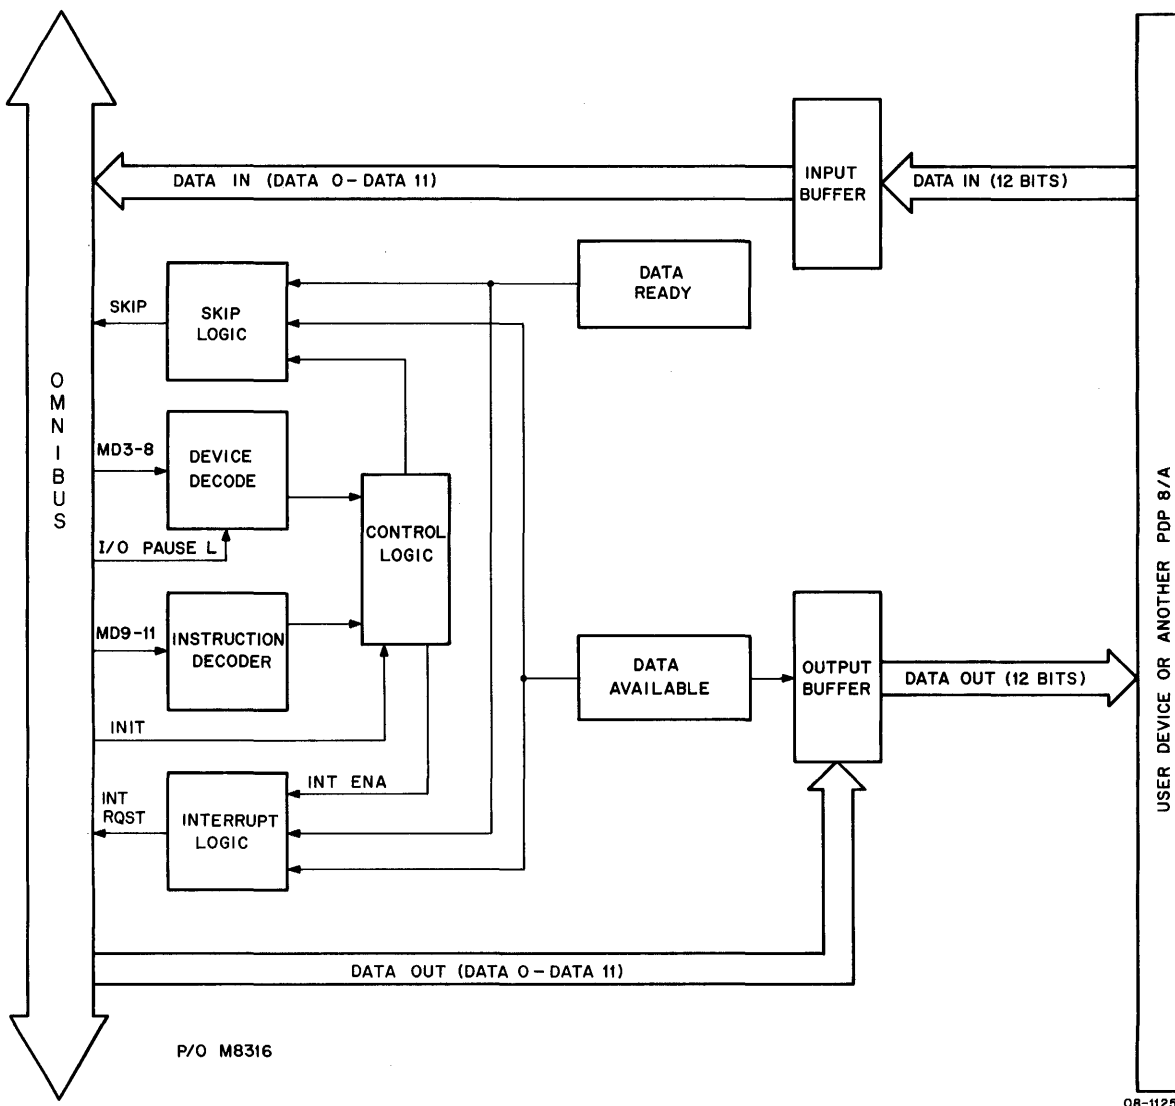 DATA IN (DATA 0-DATA 11)
INPUT
BUFFER
DATA IN (12 BITS)
DATA
READY
SKIP
SKIP
LOGIC
OMNIBUS
MD3-8
DEVICE
DECODE
I/O PAUSE L
CONTROL
LOGIC
MD9-11
INSTRUCTION
DECODER
DATA
AVAILABLE
OUTPUT
BUFFER
DATA OUT (12 BITS)
USER DEVICE OR ANOTHER PDP 8/A
INIT
INT ENA
INT
RQST
INTERRUPT
LOGIC
DATA OUT (DATA 0-DATA 11)
P/O M8316